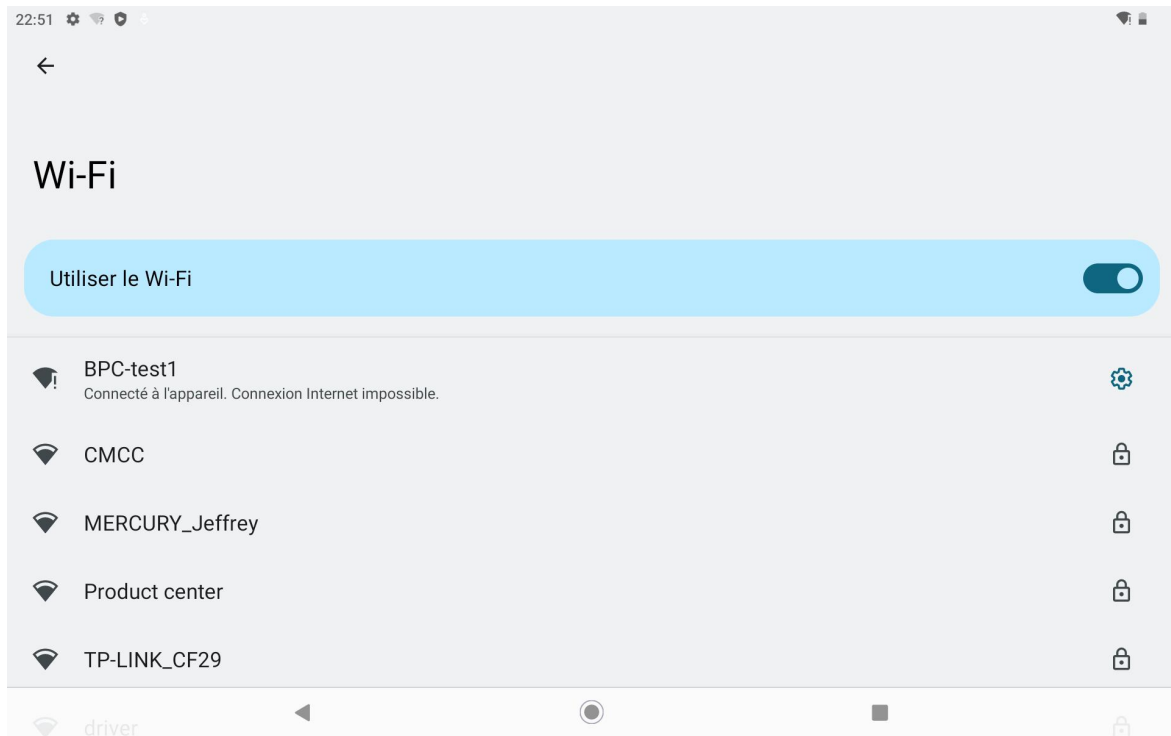 22:51
Wi-Fi
Utiliser le Wi-Fi
BPC-test1
Connecté à l'appareil. Connexion Internet impossible.
CMCC
MERCURY_Jeffrey
Product center
TP-LINK_CF29
driver